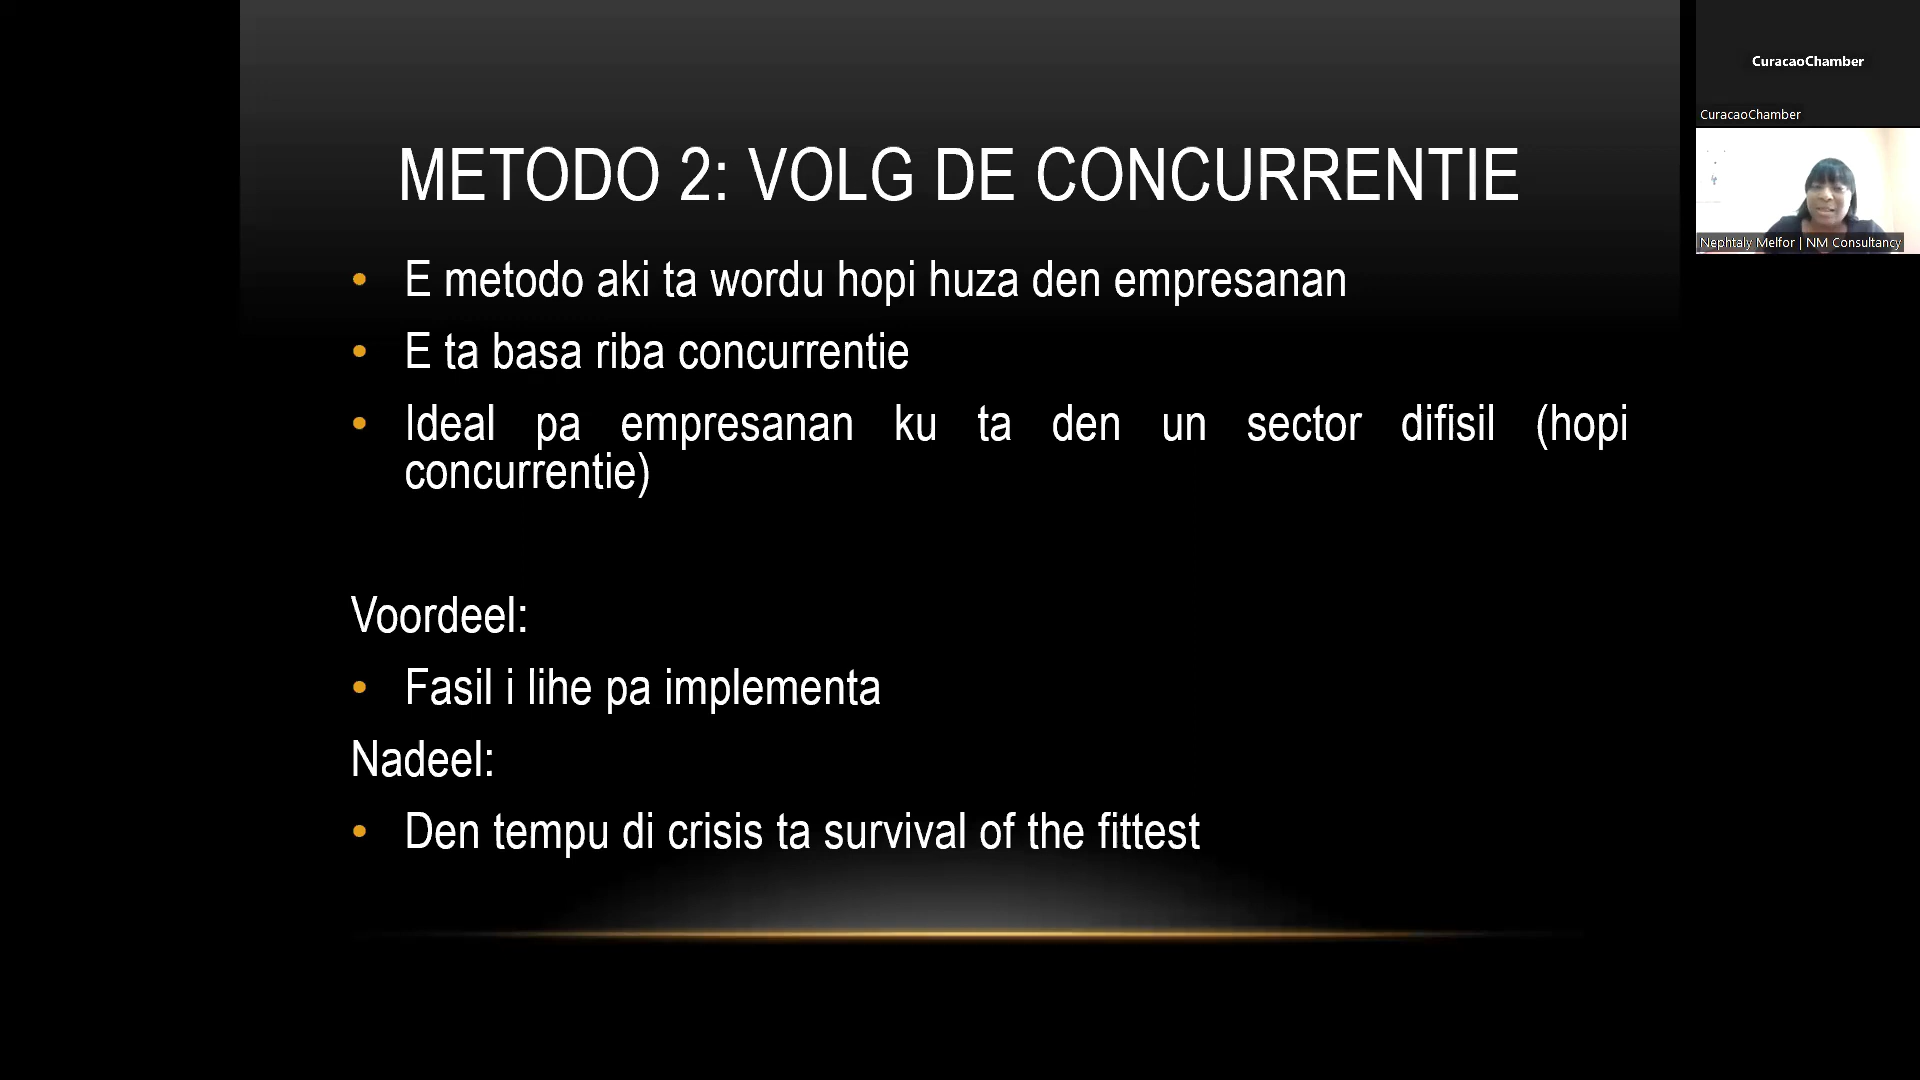 METODO 2: VOLG DE CONCURRENTIE
• E metodo aki ta wordu hopi huza den empresanan
• E ta basa riba concurrentie
• Ideal pa empresanan ku ta den un sector difisil (hopi
concurrentie)
Voordeel:
• Fasil i lihe pa implementa
Nadeel:
• Den tempu di crisis ta survival of the fittest
CuracaoChamber
CuracaoChamber
Nephtaly Melfor | NM Consultancy